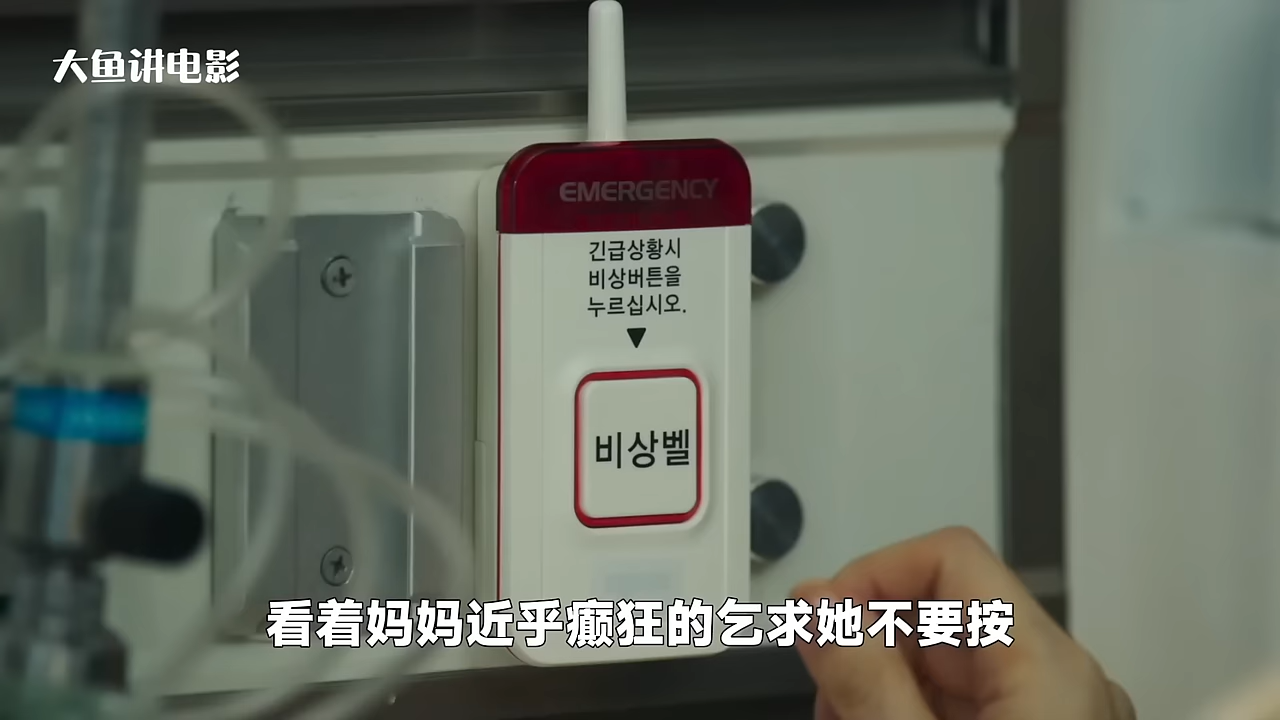 大鱼讲电影
EMERGENCY
긴급상황시
비상버튼을
누르십시오.
비상벨
看着妈妈近乎癫狂的乞求她不要按